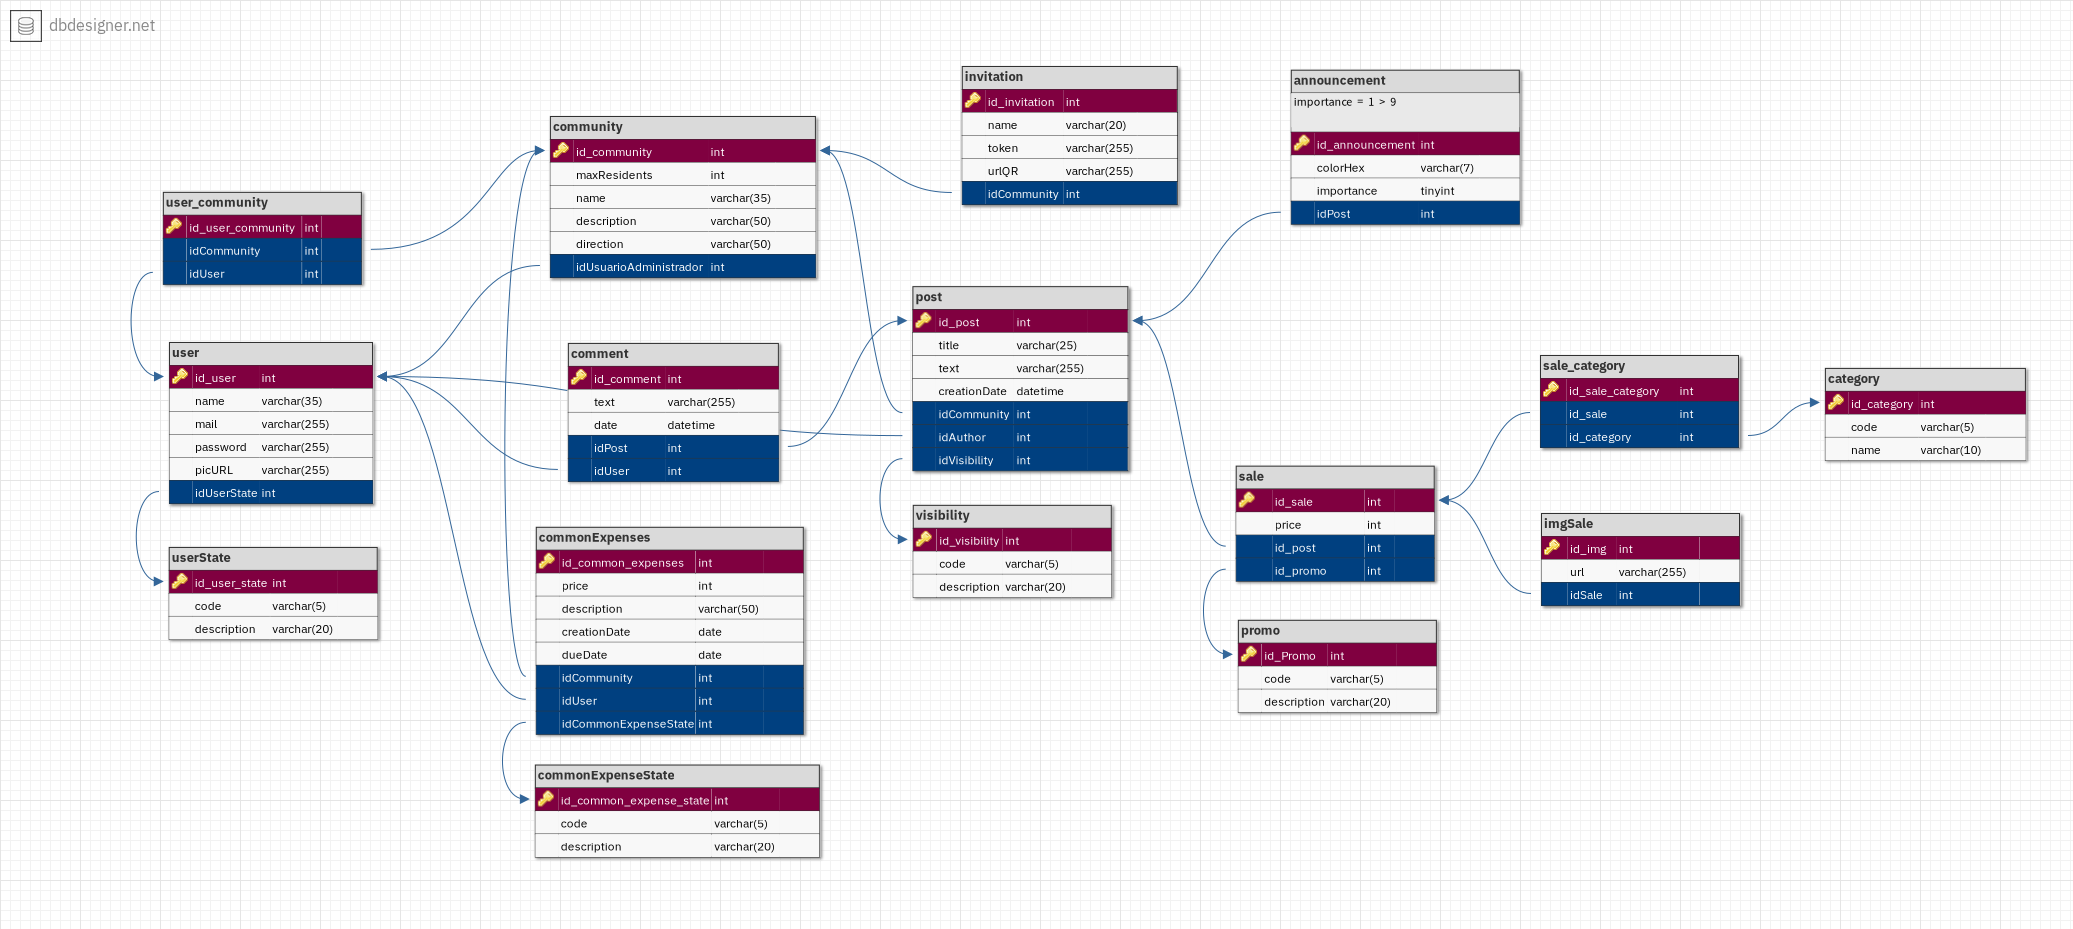 dbdesigner.net
user_community
id_user_community int
idCommunity int
idUser int
user
id_user int
name varchar(35)
mail varchar(255)
password varchar(255)
picURL varchar(255)
idUserState int
userState
id_user_state int
code varchar(5)
description varchar(20)
community
id_community int
maxResidents int
name varchar(35)
description varchar(50)
direction varchar(50)
idUsuarioAdministrador int
comment
id_comment int
text varchar(255)
date datetime
idPost int
idUser int
commonExpenses
id_common_expenses int
price int
description varchar(50)
creationDate date
dueDate date
idCommunity int
idUser int
idCommonExpenseState int
commonExpenseState
id_common_expense_state int
code varchar(5)
description varchar(20)
invitation
id_invitation int
name varchar(20)
token varchar(255)
urlQR varchar(255)
idCommunity int
post
id_post int
title varchar(25)
text varchar(255)
creationDate datetime
idCommunity int
idAuthor int
idVisibility int
visibility
id_visibility int
code varchar(5)
description varchar(20)
announcement
importance = 1 > 9
id_announcement int
colorHex varchar(7)
importance tinyint
idPost int
sale
id_sale int
price int
id_post int
id_promo int
promo
id_Promo int
code varchar(5)
description varchar(20)
sale_category
id_sale_category int
id_sale int
id_category int
imgSale
id_img int
url varchar(255)
idSale int
category
id_category int
code varchar(5)
name varchar(10)